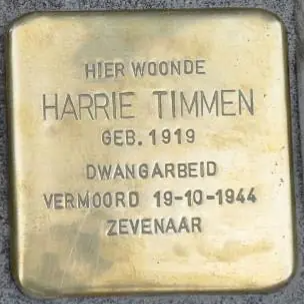 HIER WOONDE
HARRIE TIMMEN
GEB. 1919
DWANGARBEID
VERMOORD 19-10-1944
ZEVENAAR